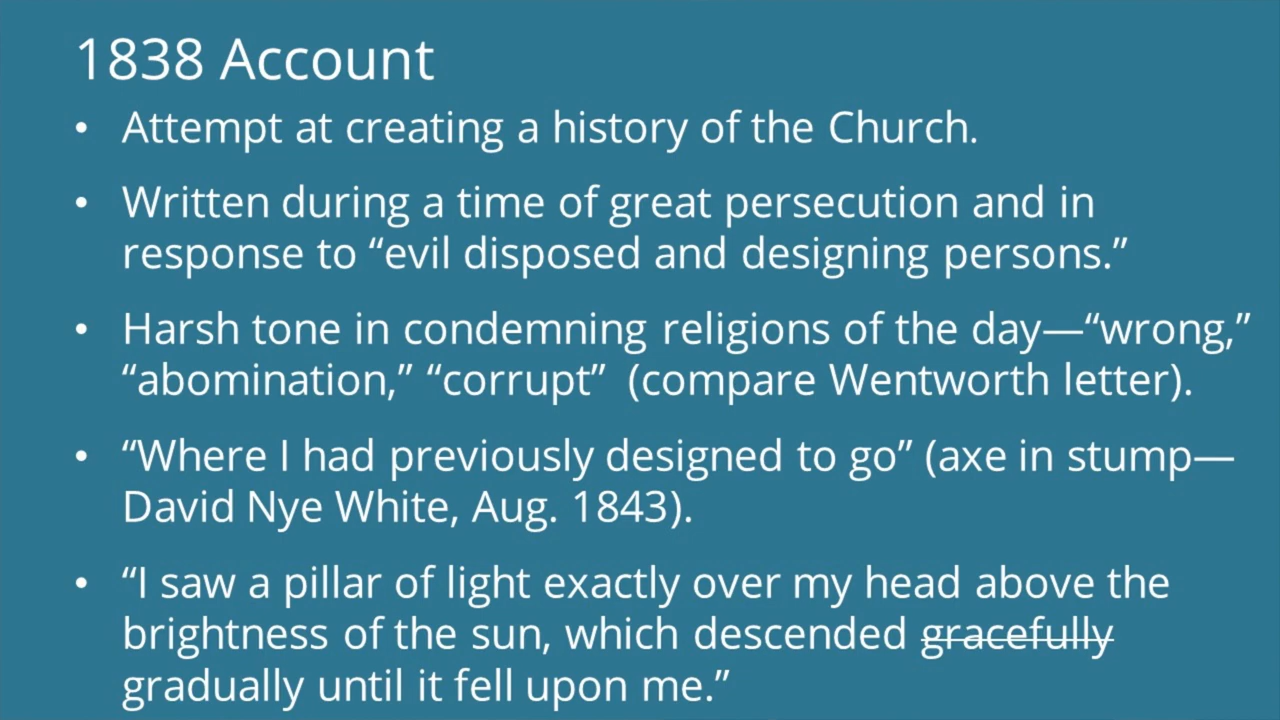 1838 Account
• Attempt at creating a history of the Church.
• Written during a time of great persecution and in
response to “evil disposed and designing persons.”
• Harsh tone in condemning religions of the day—“wrong,”
“abomination,” “corrupt”  (compare Wentworth letter).
• “Where I had previously designed to go” (axe in stump—
David Nye White, Aug. 1843).
• “I saw a pillar of light exactly over my head above the
brightness of the sun, which descended gracefully
gradually until it fell upon me.”